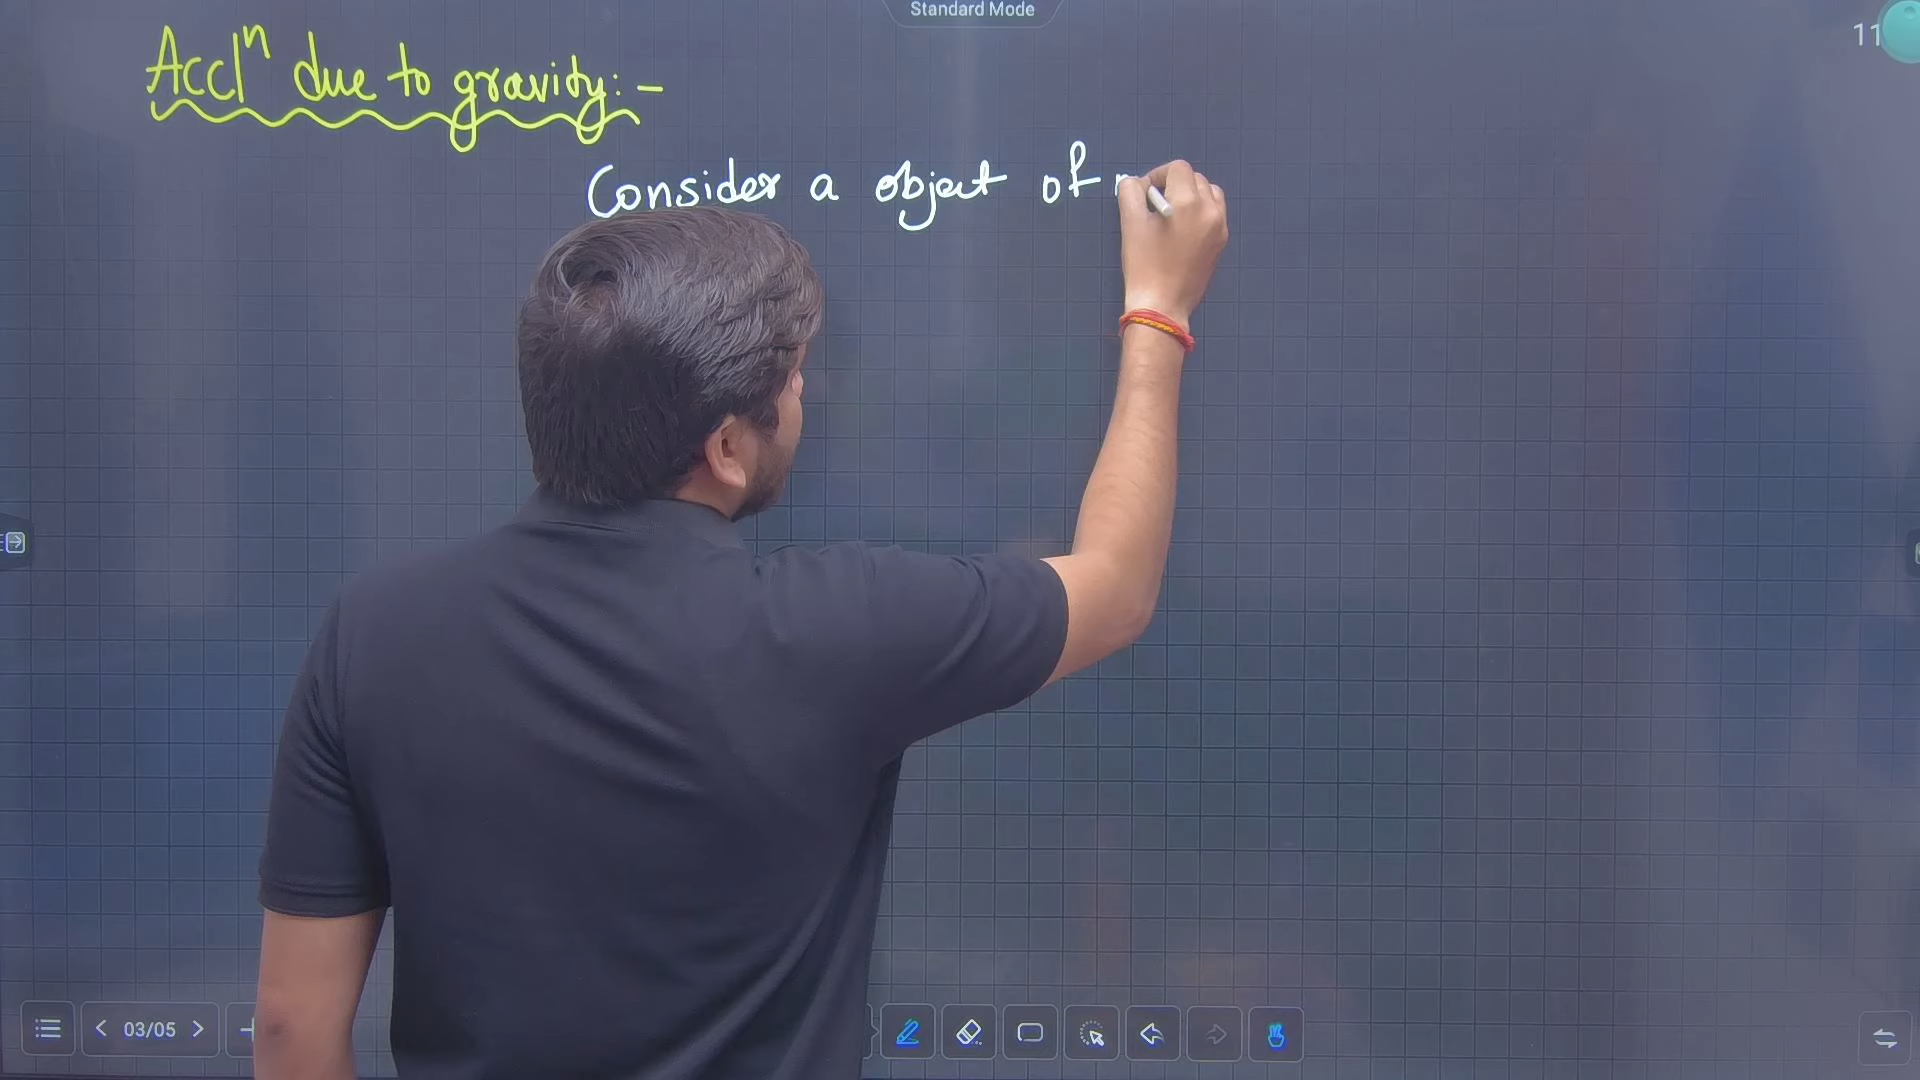 Standard Mode
11
Accl^n due to gravity:-
Consider a object of
03/05